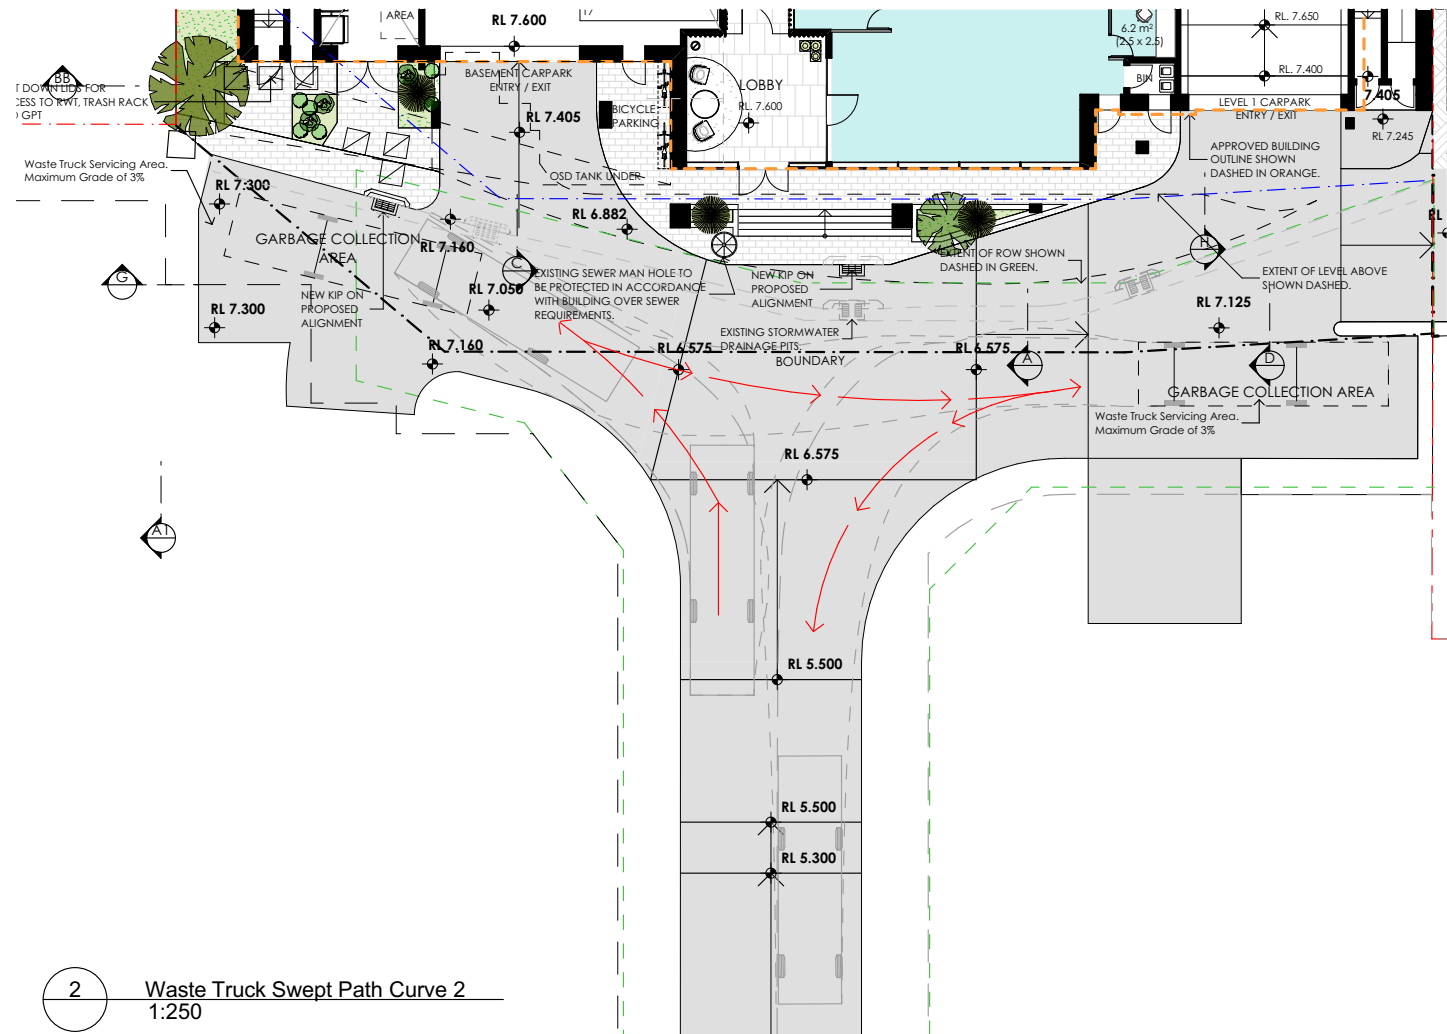 AREA
17
RL 7.600
RL. 7.650
6.2 m²
(2.5 x 2.5)
RL. 7.400
BIN
BB
T DOWN LIDS FOR
CESS TO RWT, TRASH RACK
GPT
BASEMENT CARPARK
ENTRY / EXIT
LOBBY
RL. 7.600
7.405
LEVEL 1 CARPARK
ENTRY / EXIT
RL 7.405
BICYCLE
PARKING
RL 7.245
APPROVED BUILDING
OUTLINE SHOWN
DASHED IN ORANGE.
Waste Truck Servicing Area.
Maximum Grade of 3%
OSD TANK UNDER
RL 7.300
RL 6.882
RL
GARBAGE COLLECTION
AREA
RL 7.160
H
EXTENT OF ROW SHOWN
DASHED IN GREEN.
C
G
EXISTING SEWER MAN HOLE TO
BE PROTECTED IN ACCORDANCE
WITH BUILDING OVER SEWER
REQUIREMENTS.
NEW KIP ON
PROPOSED
ALIGNMENT
EXTENT OF LEVEL ABOVE
SHOWN DASHED.
RL 7.050
NEW KIP ON
PROPOSED
ALIGNMENT
RL 7.300
RL 7.125
EXISTING STORMWATER
DRAINAGE PITS.
RL 7.160
RL 6.575
BOUNDARY
RL 6.575
A
D
GARBAGE COLLECTION AREA
Waste Truck Servicing Area.
Maximum Grade of 3%
RL 6.575
A1
RL 5.500
RL 5.500
RL 5.300
2
Waste Truck Swept Path Curve 2
1:250